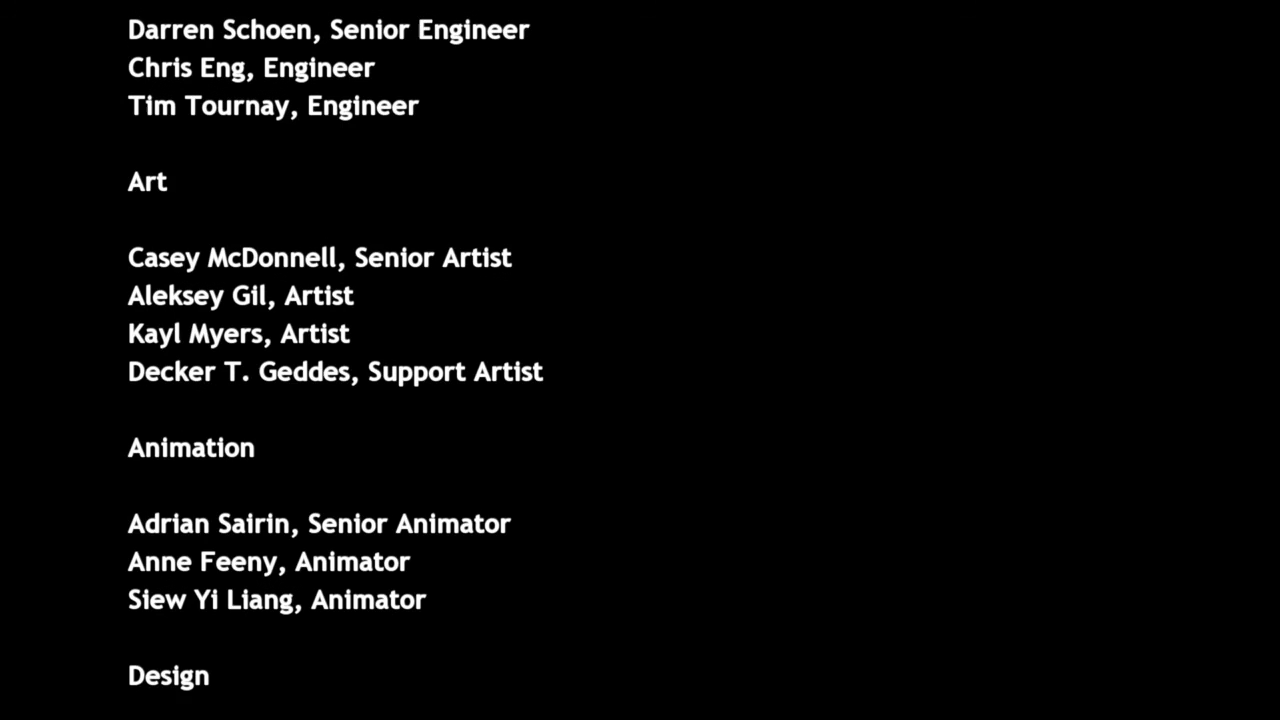 Darren Schoen, Senior Engineer
Chris Eng, Engineer
Tim Tournay, Engineer
Art
Casey McDonnell, Senior Artist
Aleksey Gil, Artist
Kayl Myers, Artist
Decker T. Geddes, Support Artist
Animation
Adrian Sairin, Senior Animator
Anne Feeny, Animator
Siew Yi Liang, Animator
Design